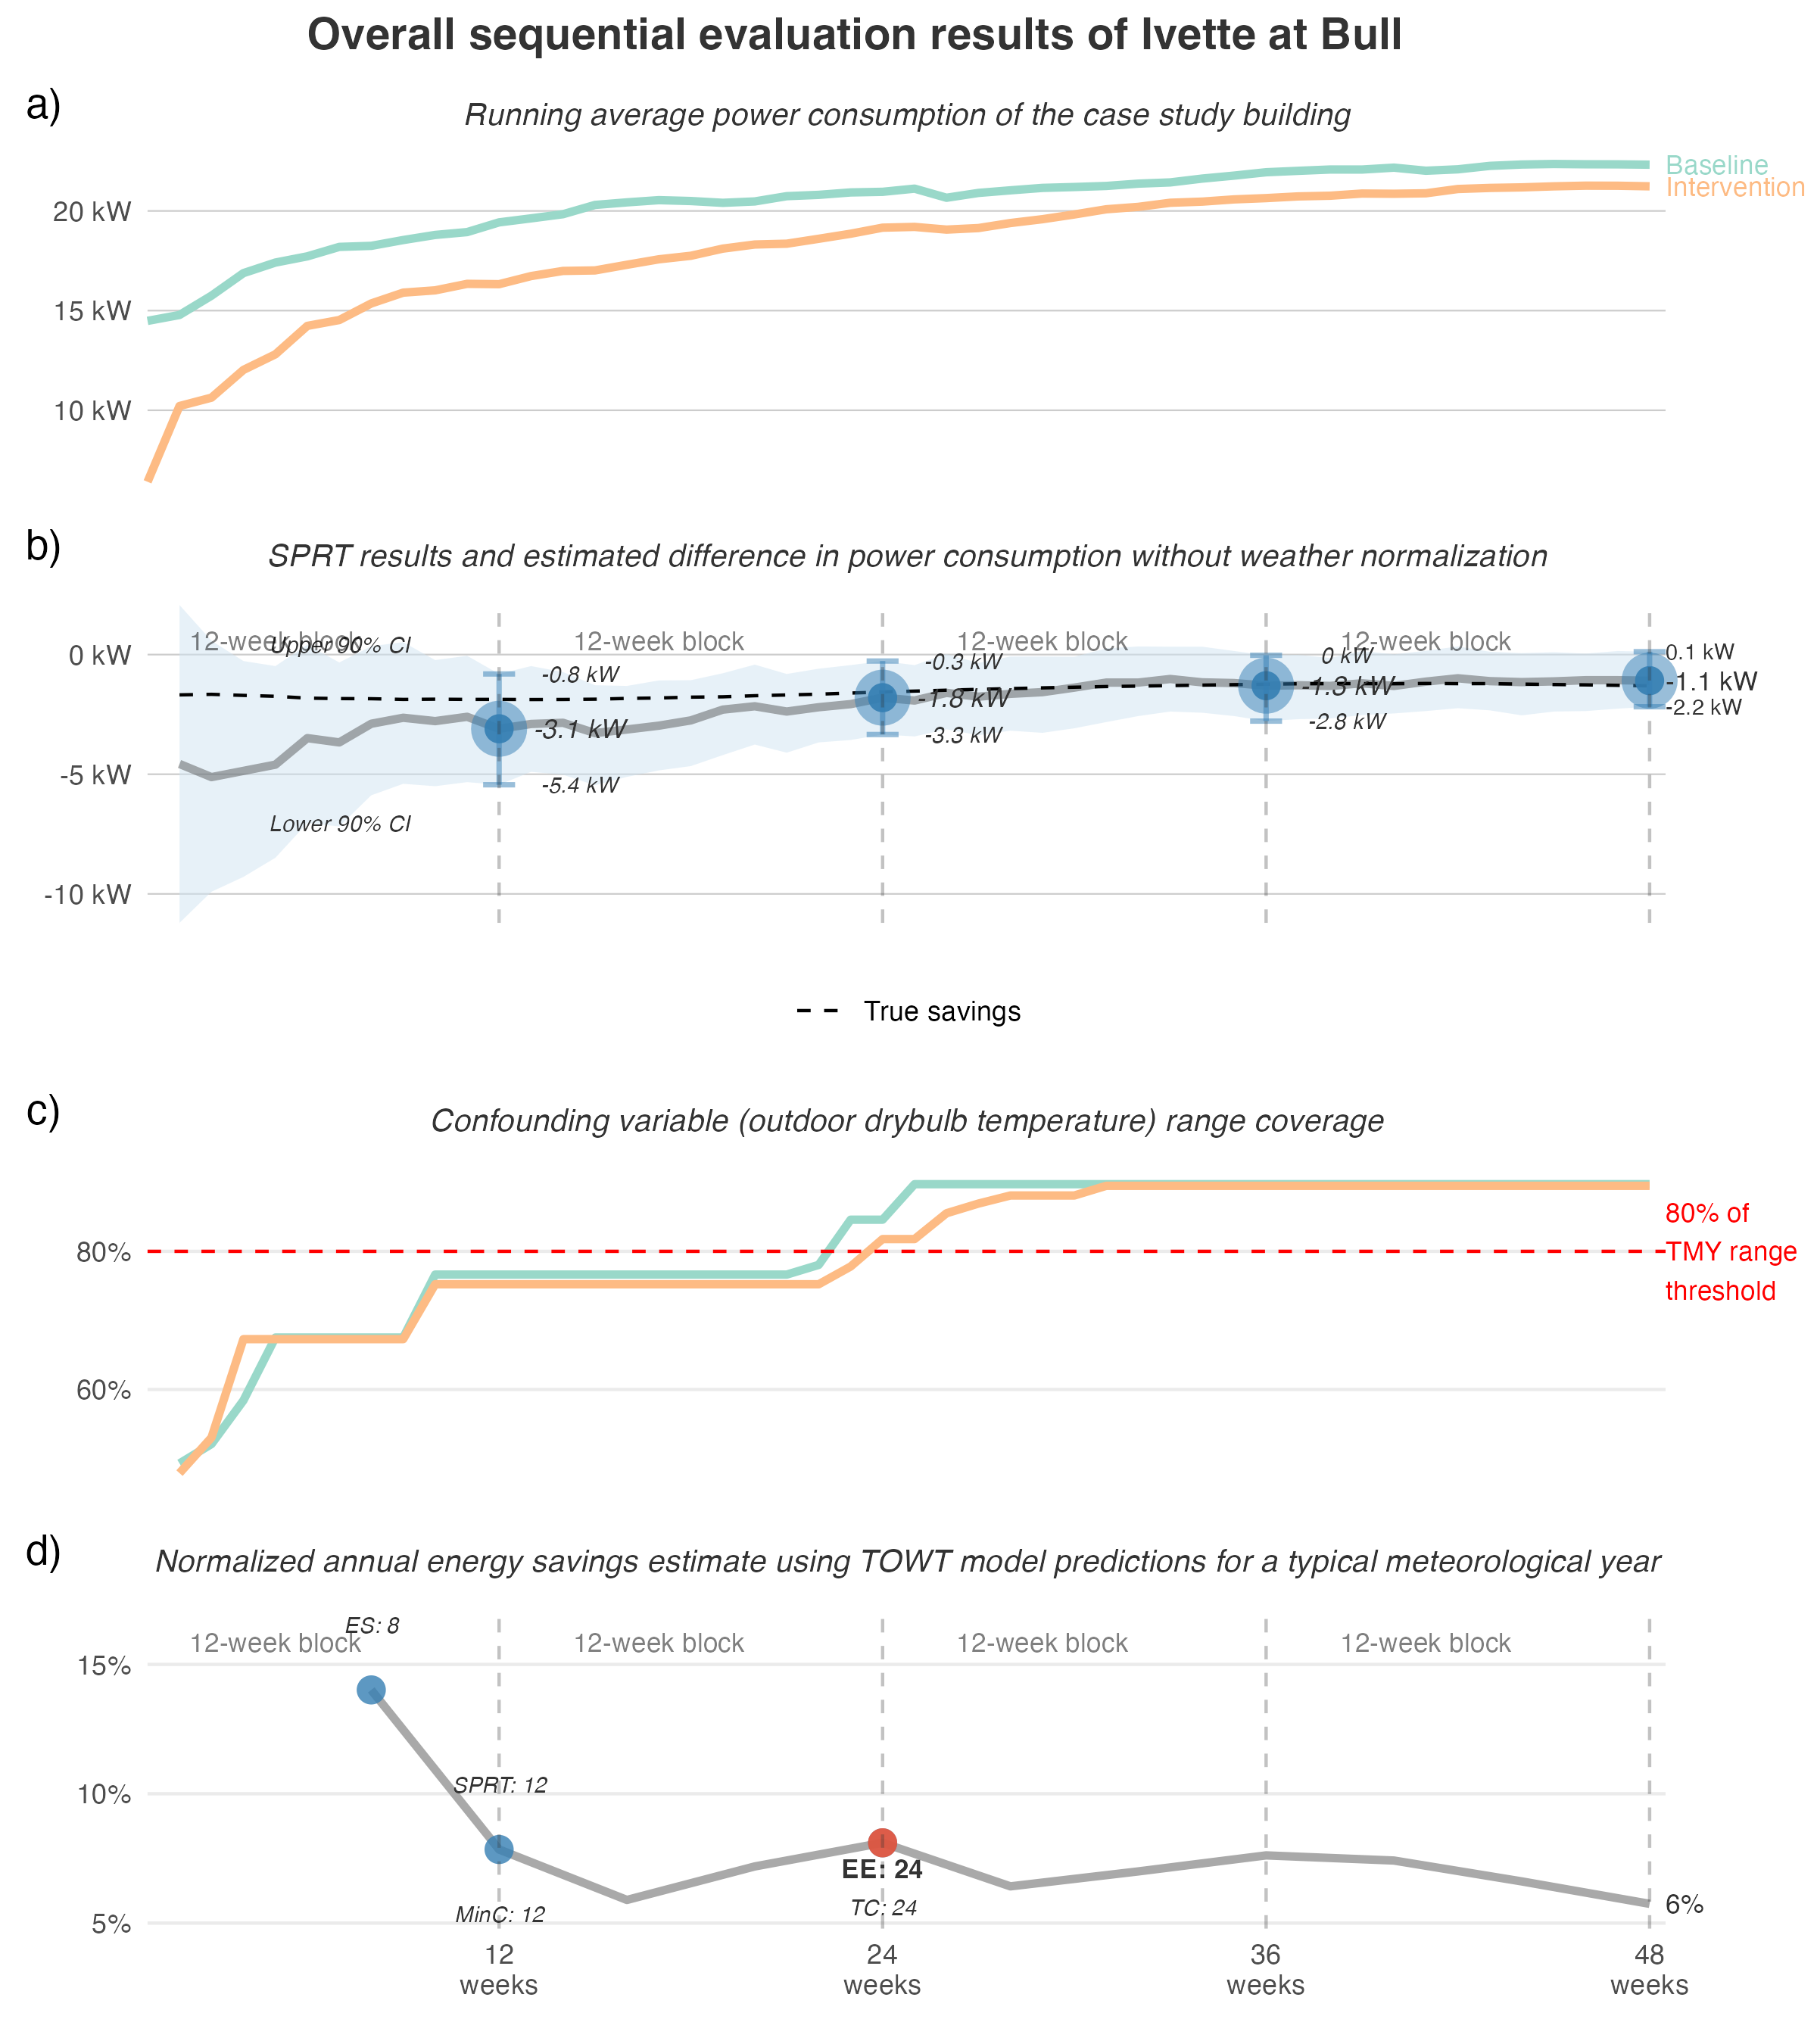 Overall sequential evaluation results of Ivette at Bull
a)
Running average power consumption of the case study building
Baseline
Intervention
20 kW
15 kW
10 kW
b)
SPRT results and estimated difference in power consumption without weather normalization
12-week block
12-week block
12-week block
12-week block
Upper 90% CI
0 kW
-5 kW
-10 kW
-0.8 kW
-3.1 kW
-5.4 kW
-0.3 kW
-1.8 kW
-3.3 kW
0 kW
-1.3 kW
-2.8 kW
0.1 kW
-1.1 kW
-2.2 kW
Lower 90% CI
True savings
c)
Confounding variable (outdoor drybulb temperature) range coverage
80%
60%
80% of
TMY range
threshold
d)
Normalized annual energy savings estimate using TOWT model predictions for a typical meteorological year
ES: 8
12-week block
12-week block
12-week block
12-week block
15%
10%
5%
SPRT: 12
MinC: 12
EE: 24
TC: 24
6%
12
weeks
24
weeks
36
weeks
48
weeks